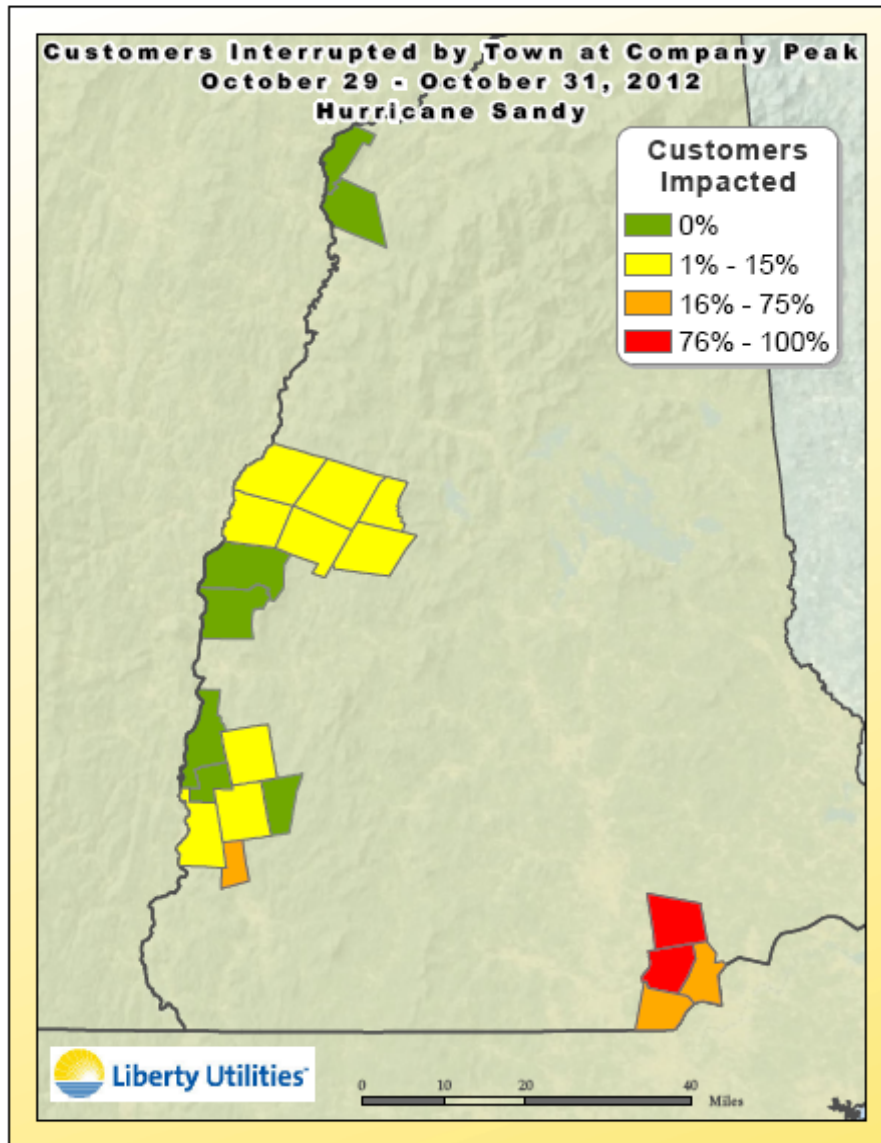 Customers Interrupted by Town at Company Peak
October 29 - October 31, 2012
Hurricane Sandy
Customers
Impacted
0%
1% - 15%
16% - 75%
76% - 100%
Liberty Utilities™
0 10 20 40
Miles